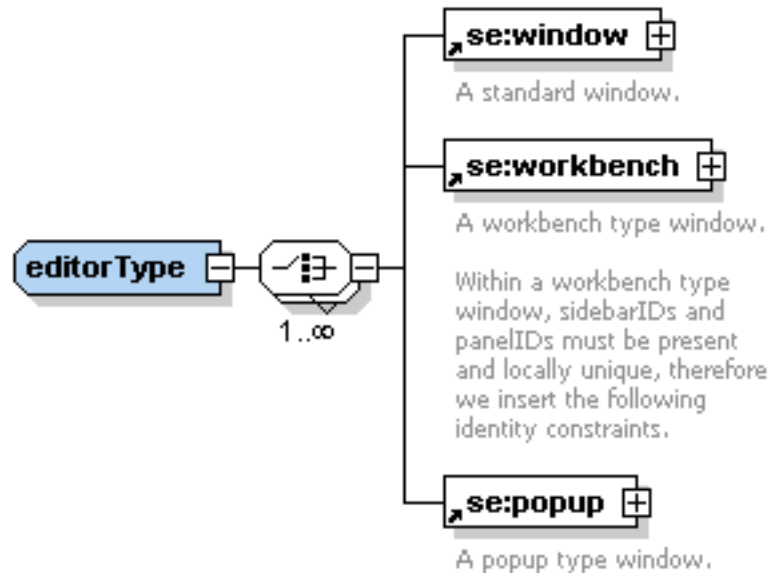 se:window
A standard window.
se:workbench
A workbench type window.
Within a workbench type
window, sidebarIDs and
panelIDs must be present
and locally unique, therefore
we insert the following
identity constraints.
editorType
1..∞
se:popup
A popup type window.